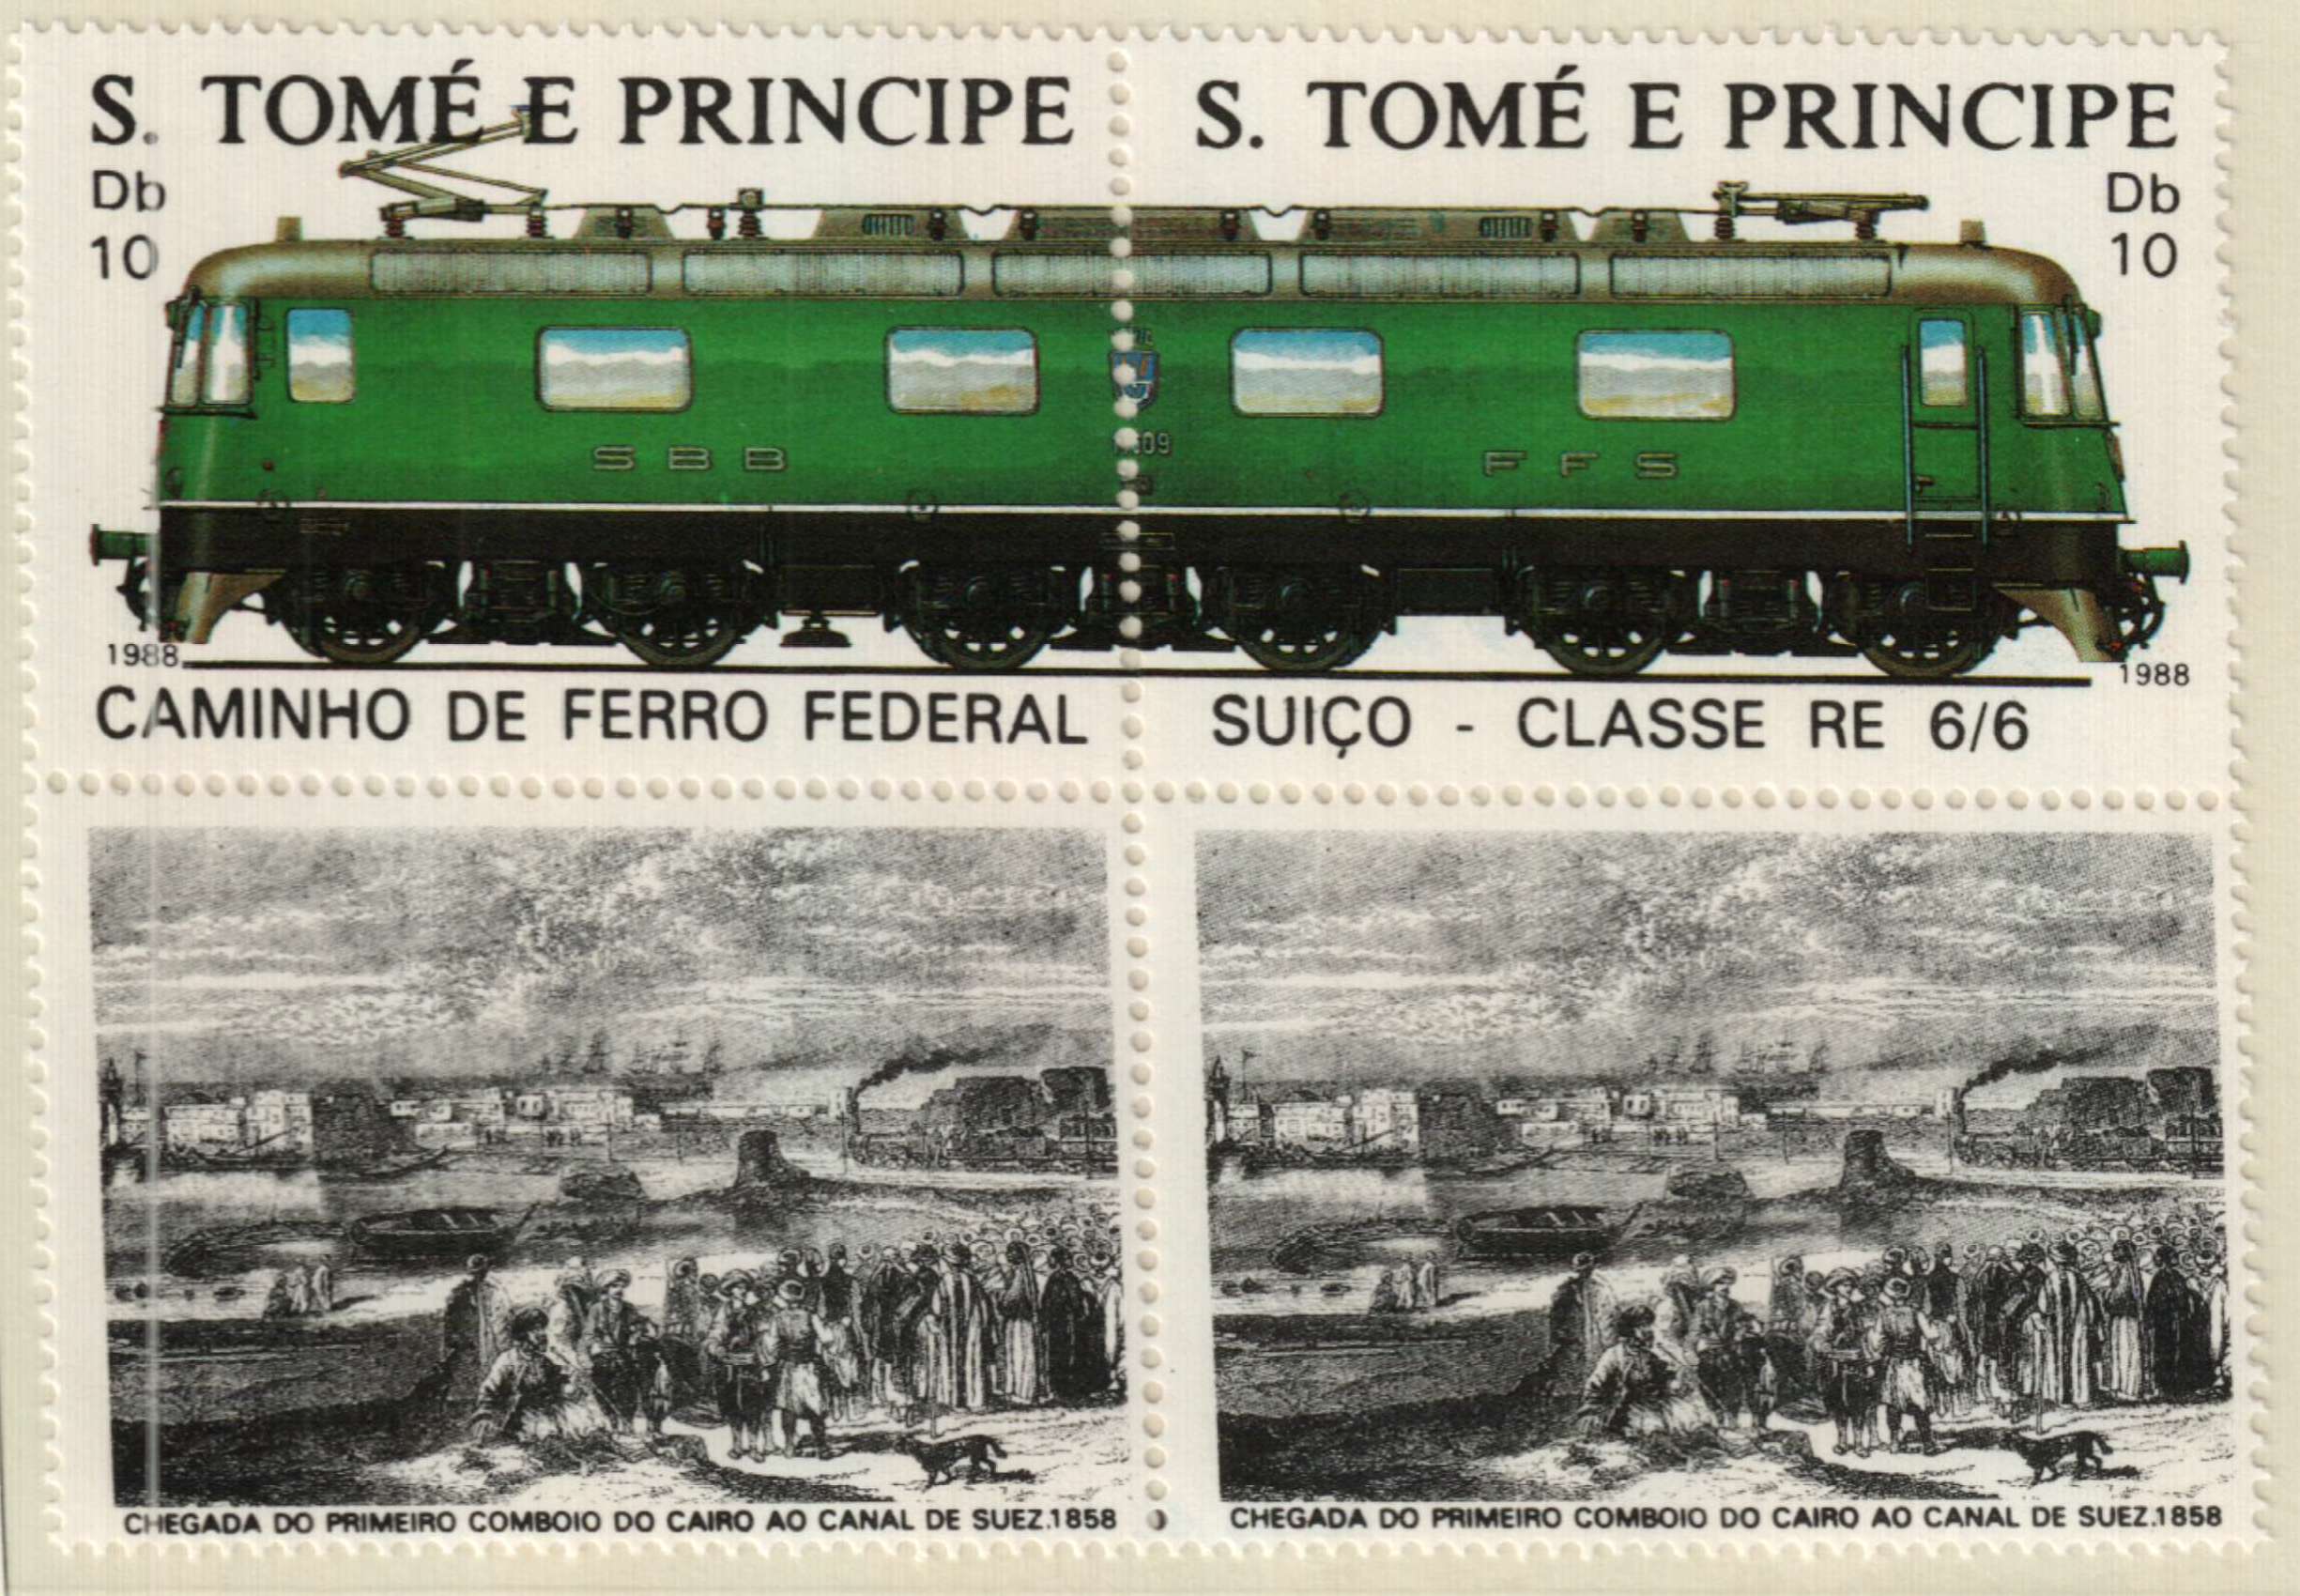 S. TOMÉ E PRINCIPE
Db
10
SBB
1988
CAMINHO DE FERRO FEDERAL
S. TOMÉ E PRINCIPE
Db
10
FFS
1988
SUIÇO - CLASSE RE 6/6
CHEGADA DO PRIMEIRO COMBOIO DO CAIRO AO CANAL DE SUEZ.1858
CHEGADA DO PRIMEIRO COMBOIO DO CAIRO AO CANAL DE SUEZ.1858